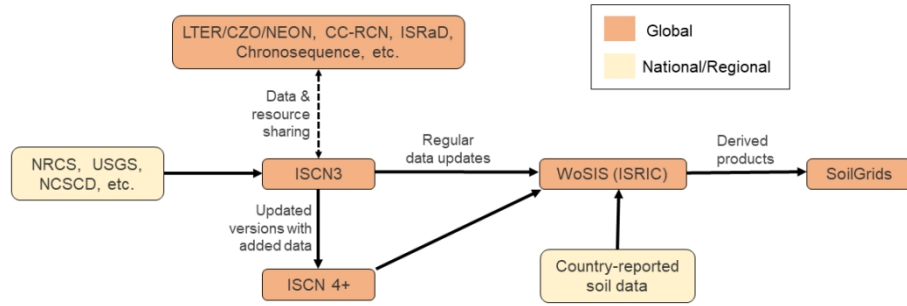 LTER/CZO/NEON, CC-RCN, ISRaD,
Chronosequence, etc.
Global
National/Regional
Data &
resource
sharing
NRCS, USGS,
NCSCD, etc.
ISCN3
Regular
data updates
WoSIS (ISRIC)
Derived
products
SoilGrids
Updated
versions with
added data
ISCN 4+
Country-reported
soil data